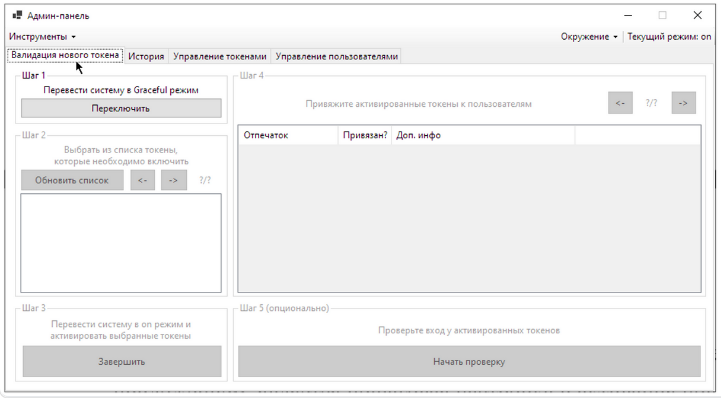 Админ-панель
Инструменты
Окружение
Текущий режим: on
Валидация нового токена
История
Управление токенами
Управление пользователями
Шаг 1
Перевести систему в Graceful режим
Переключить
Шаг 2
Выбрать из списка токены,
которые необходимо включить
Обновить список
<-
->
?/?
Шаг 3
Перевести систему в on режим и
активировать выбранные токены
Завершить
Шаг 4
Привяжите активированные токены к пользователям
<-
?/?
->
Отпечаток
Привязан?
Доп. инфо
Шаг 5 (опционально)
Проверьте вход у активированных токенов
Начать проверку